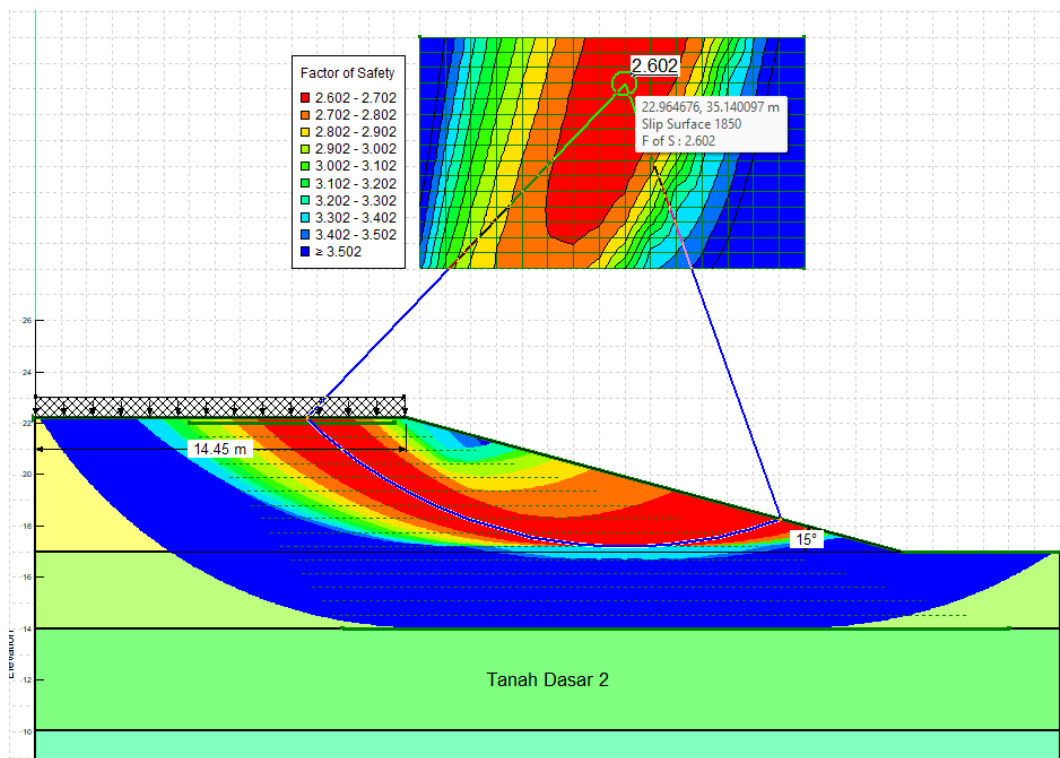 Factor of Safety
2.602 - 2.702
2.702 - 2.802
2.802 - 2.902
2.902 - 3.002
3.002 - 3.102
3.102 - 3.202
3.202 - 3.302
3.302 - 3.402
3.402 - 3.502
≥ 3.502
2.602
22.964676, 35.140097 m
Slip Surface 1850
F of S : 2.602
26
24
22
20
18
16
14
12
10
14.45 m
15°
Elevation
Tanah Dasar 2